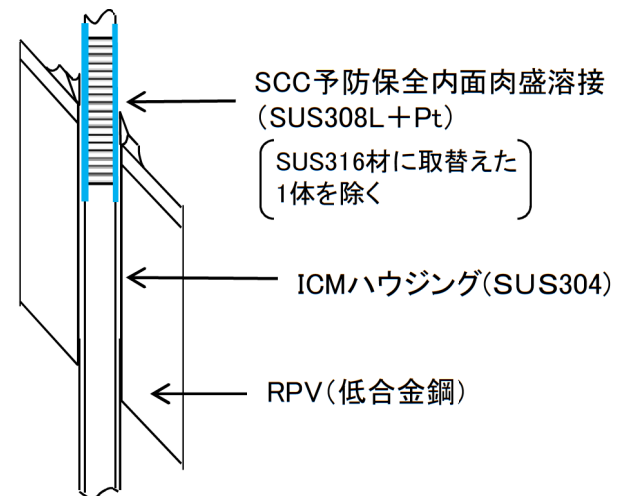 SCC予防保全内面肉盛溶接
(SUS308L+Pt)
SUS316材に取替えた
1体を除く
ICMハウジング(SUS304)
RPV(低合金鋼)